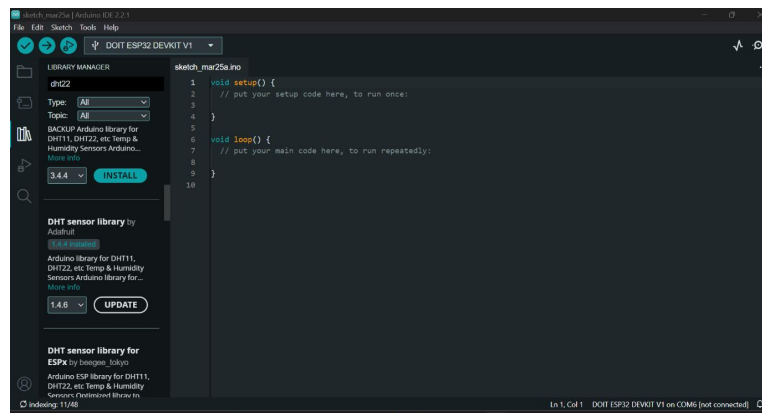 sketch_mar25a | Arduino IDE 2.2.1
File Edit Sketch Tools Help
DOIT ESP32 DEVKIT V1
LIBRARY MANAGER
dht22
Type: All
Topic: All
BACKUP Arduino library for
DHT11, DHT22, etc Temp &
Humidity Sensors Arduino...
More info
3.4.4 INSTALL
DHT sensor library by
Adafruit
1.4.4 installed
Arduino library for DHT11,
DHT22, etc Temp & Humidity
Sensors Arduino library for...
More info
1.4.6 UPDATE
DHT sensor library for
ESPx by beegee_tokyo
Arduino ESP library for DHT11,
DHT22, etc Temp & Humidity
Sensors Optimized libray to
sketch_mar25a.ino
1 void setup() {
2 // put your setup code here, to run once:
3
4 }
5
6 void loop() {
7 // put your main code here, to run repeatedly:
8
9 }
10
indexing: 11/48
Ln 1, Col 1 DOIT ESP32 DEVKIT V1 on COM6 [not connected]